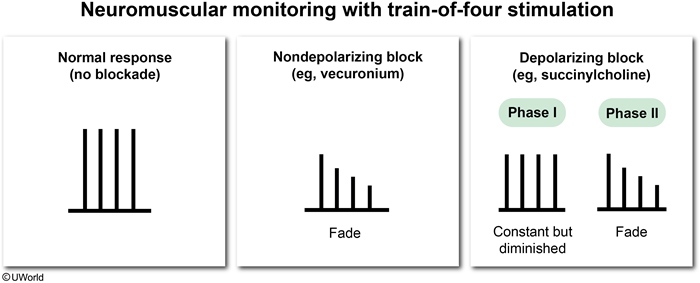 Neuromuscular monitoring with train-of-four stimulation
Normal response
(no blockade)
Nondepolarizing block
(eg, vecuronium)
Fade
Depolarizing block
(eg, succinylcholine)
Phase I
Phase II
Constant but
diminished
Fade
©UWorld